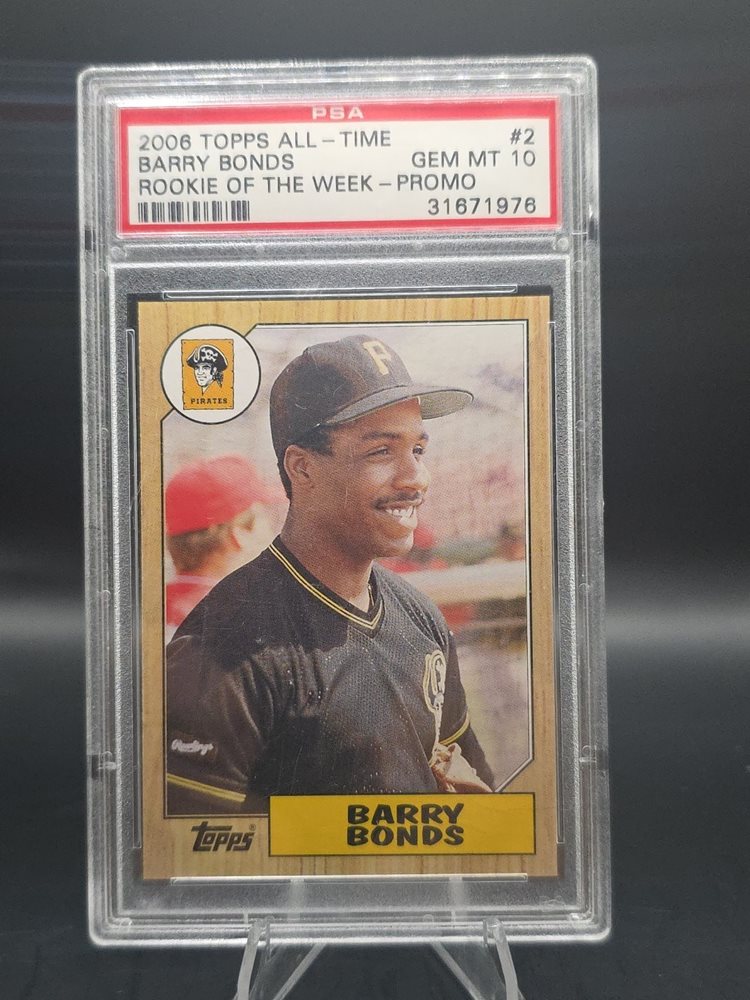 PSA
2006 TOPPS ALL-TIME #2
BARRY BONDS GEM MT 10
ROOKIE OF THE WEEK-PROMO
31671976
PIRATES
P
Rawlings
topps®
BARRY
BONDS